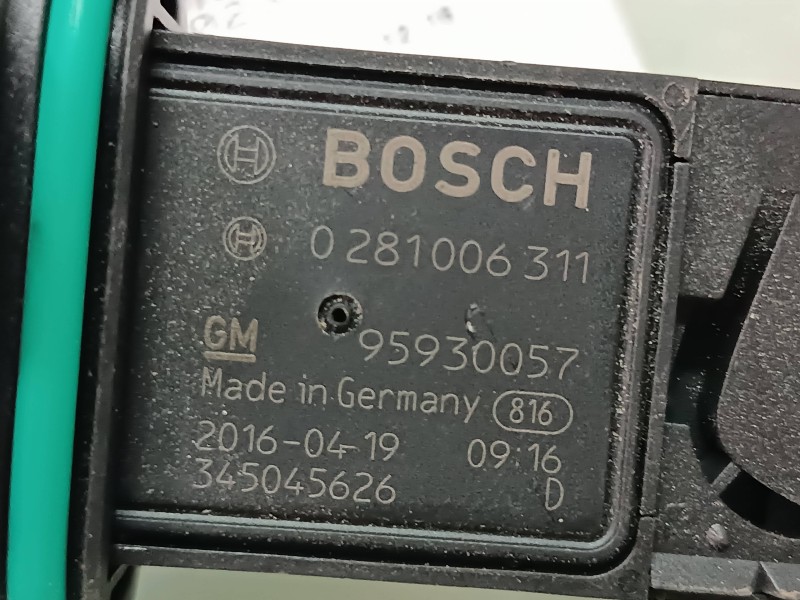 BOSCH
0 281 006 311
GM
95930057
Made in Germany 816
2016-04-19 09:16
345045626 D